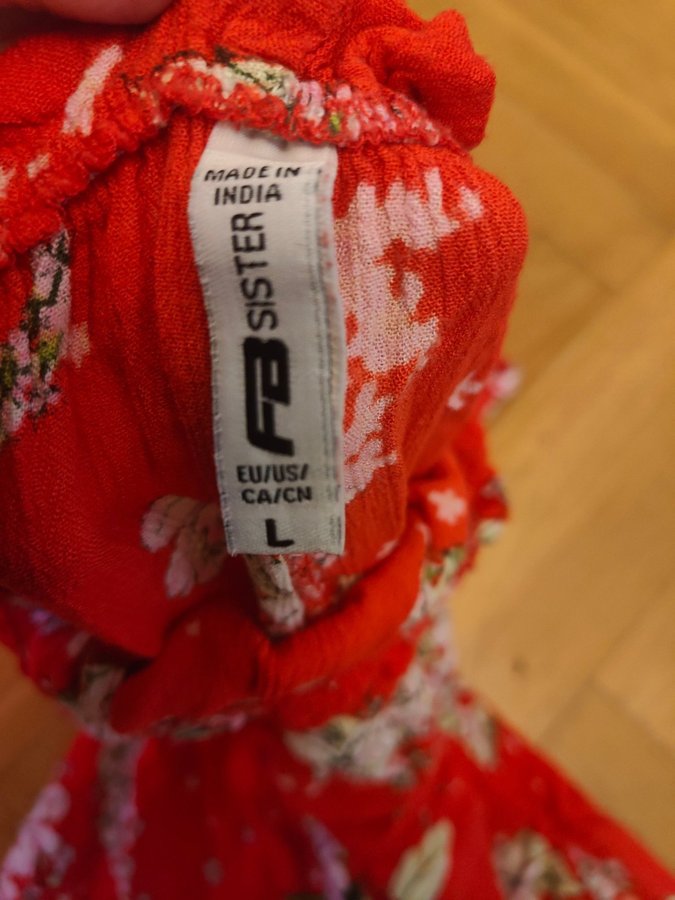 MADE IN
INDIA
FB SISTER
EU/US/
CA/CN
L